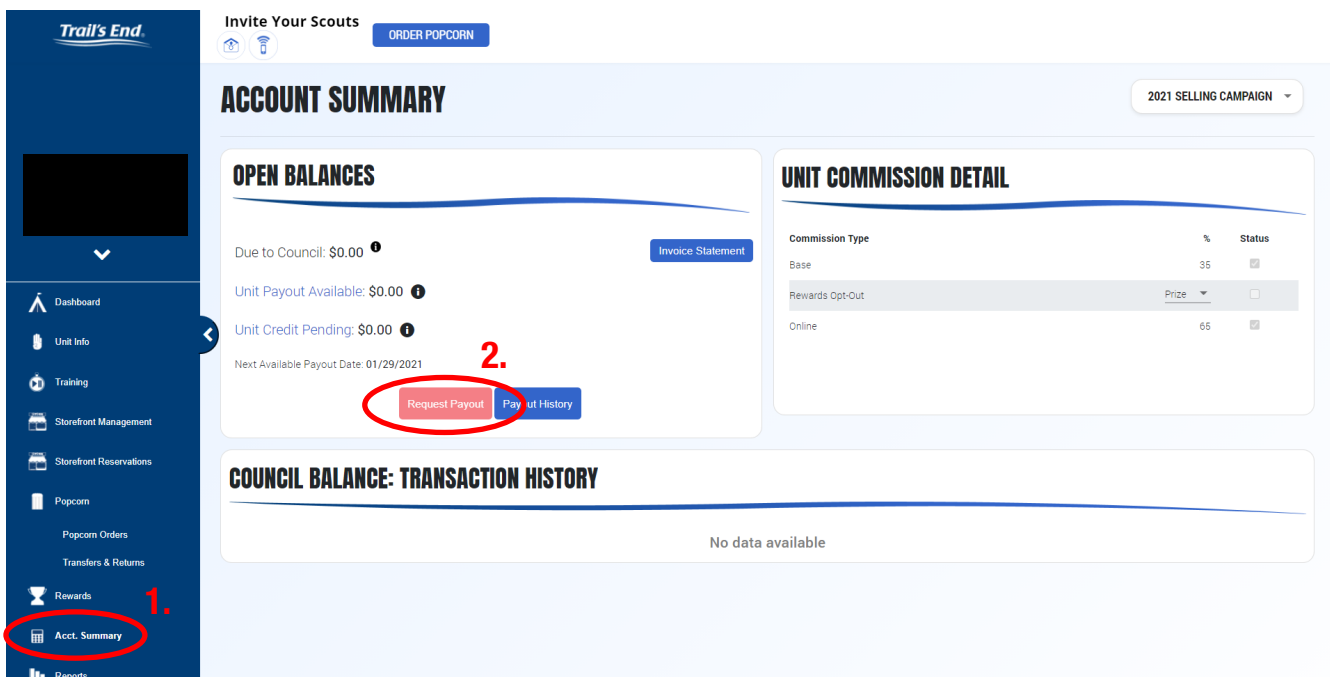 Trail's End®
Invite Your Scouts
ORDER POPCORN
ACCOUNT SUMMARY
2021 SELLING CAMPAIGN
OPEN BALANCES
Due to Council: $0.00
Invoice Statement
Unit Payout Available: $0.00
Unit Credit Pending: $0.00
Next Available Payout Date: 01/29/2021
2.
Request Payout
Payout History
UNIT COMMISSION DETAIL
Commission Type % Status
Base 35
Rewards Opt-Out Prize
Online 65
COUNCIL BALANCE: TRANSACTION HISTORY
No data available
Dashboard
Unit Info
Training
Storefront Management
Storefront Reservations
Popcorn
Popcorn Orders
Transfers & Returns
Rewards
1.
Acct. Summary
Reports